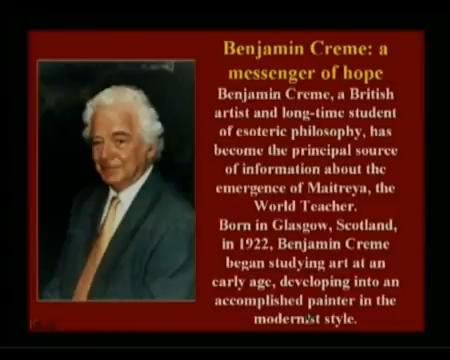 Benjamin Creme: a
messenger of hope
Benjamin Creme, a British
artist and long-time student
of esoteric philosophy, has
become the principal source
of information about the
emergence of Maitreya, the
World Teacher.
Born in Glasgow, Scotland,
in 1922, Benjamin Creme
began studying art at an
early age, developing into an
accomplished painter in the
modernist style.